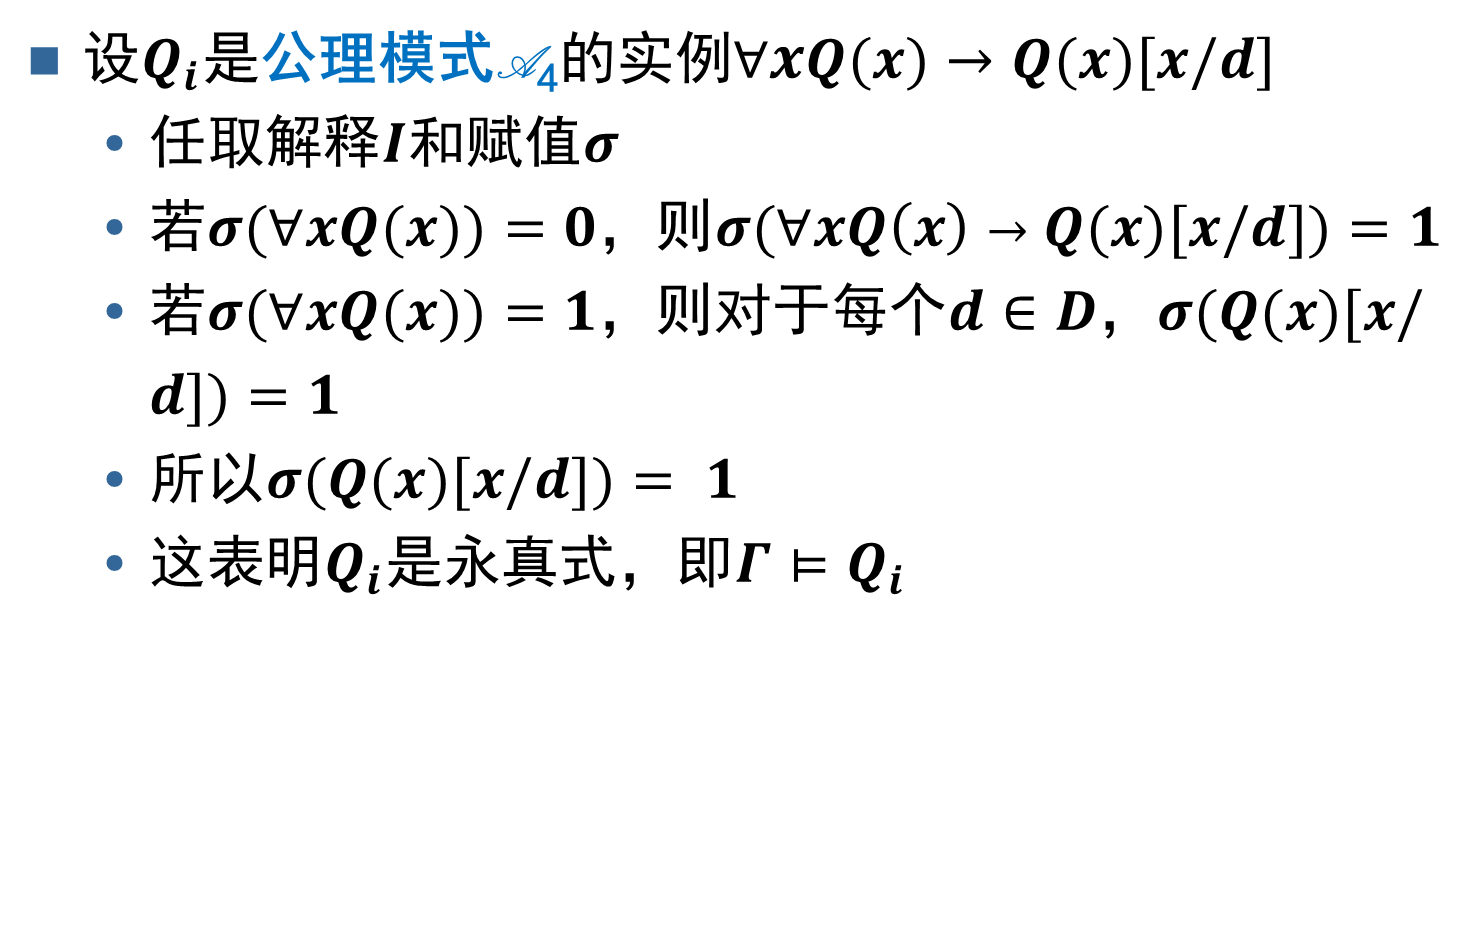 ■ 设Qᵢ是公理模式𝒜₄的实例∀xQ(x) → Q(x)[x/d]
• 任取解释I和赋值σ
• 若σ(∀xQ(x)) = 0，则σ(∀xQ(x) → Q(x)[x/d]) = 1
• 若σ(∀xQ(x)) = 1，则对于每个d ∈ D，σ(Q(x)[x/
d]) = 1
• 所以σ(Q(x)[x/d]) = 1
• 这表明Qᵢ是永真式，即Γ ⊨ Qᵢ